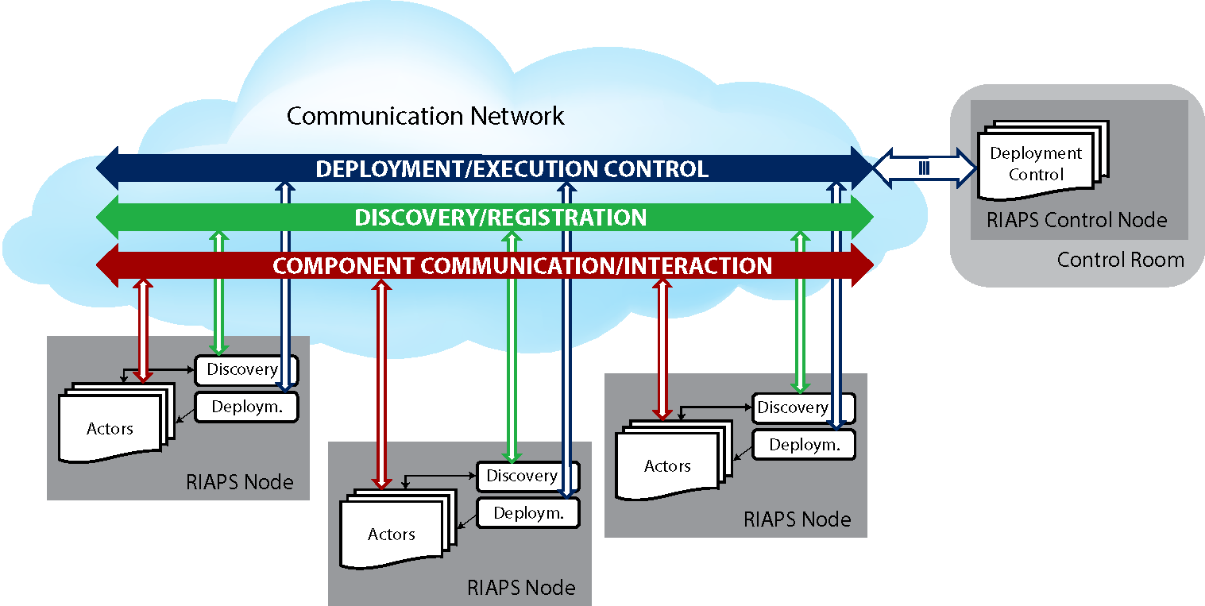 Communication Network
DEPLOYMENT/EXECUTION CONTROL
DISCOVERY/REGISTRATION
COMPONENT COMMUNICATION/INTERACTION
Deployment
Control
RIAPS Control Node
Control Room
Discovery
Deploym.
Actors
RIAPS Node
Discovery
Deploym.
Actors
RIAPS Node
Discovery
Deploym.
Actors
RIAPS Node